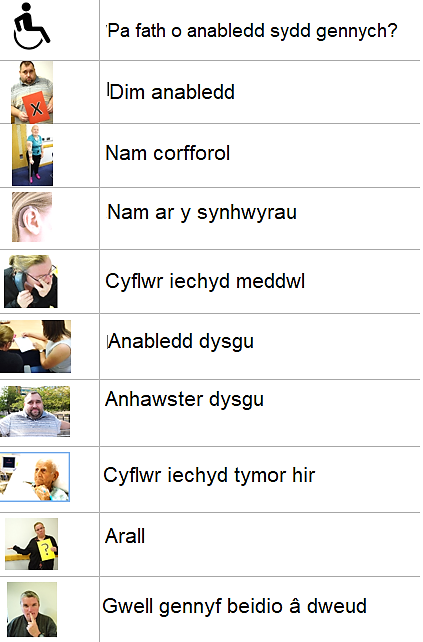 Pa fath o anabledd sydd gennych?
Dim anabledd
Nam corfforol
Nam ar y synhwyrau
Cyflwr iechyd meddwl
Anabledd dysgu
Anhawster dysgu
Cyflwr iechyd tymor hir
Arall
?
Gwell gennyf beidio â dweud